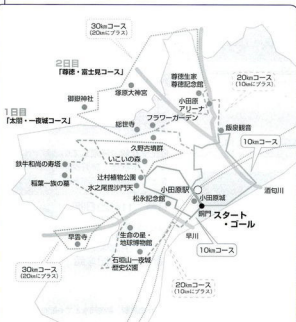 30kmコース
(20kmにプラス)
2日目
「尊徳・富士見コース」
尊徳生家
尊徳記念館
20kmコース
(10kmにプラス)
塚原大神宮
小田原
アリーナ
御嶽神社
フラワーガーデン
1日目
「太閤・一夜城コース」
総世寺
飯泉観音
久野古墳群
10kmコース
鉄牛和尚の寿塔
いこいの森
稲葉一族の墓
辻村植物公園
水之尾毘沙門天
小田原駅
酒匂川
松永記念館
小田原城
スタート
・ゴール
早雲寺
生命の星・
地球博物館
早川
10kmコース
石垣山一夜城
歴史公園
30kmコース
(20kmにプラス)
20kmコース
(10kmにプラス)